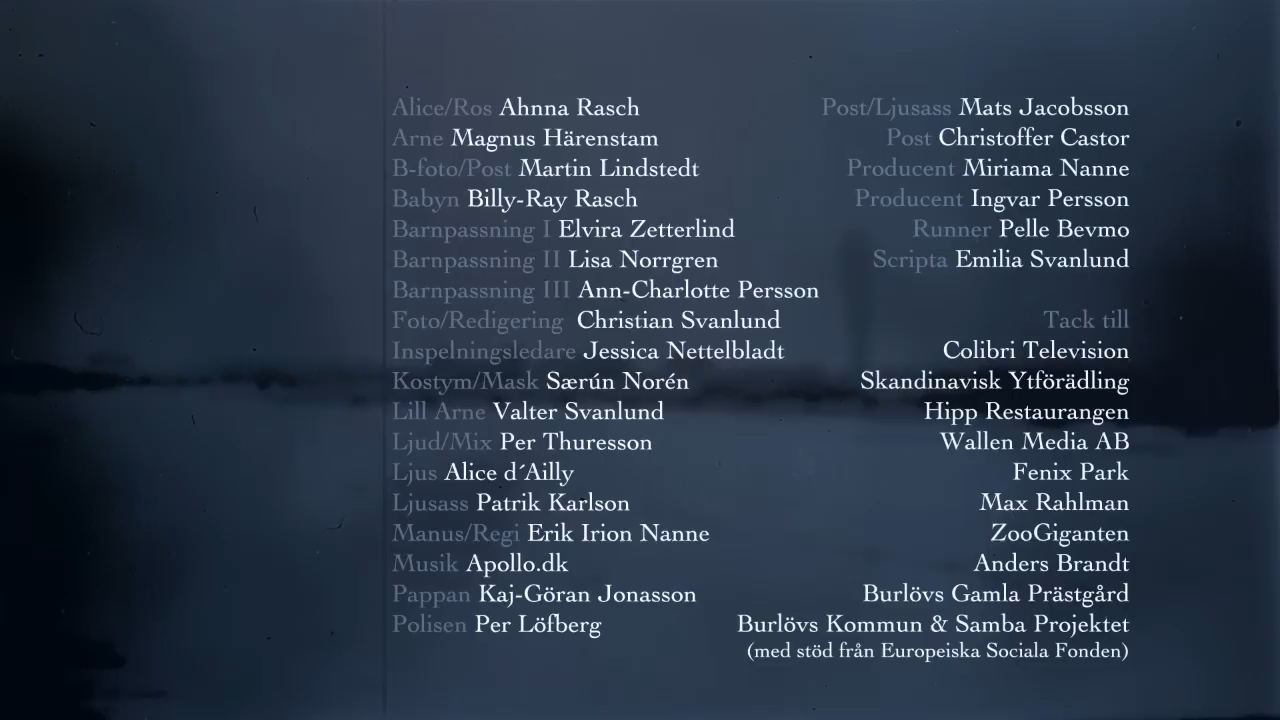 Alice/Ros Ahnna Rasch
Arne Magnus Härenstam
B-foto/Post Martin Lindstedt
Babyn Billy-Ray Rasch
Barnpassning I Elvira Zetterlind
Barnpassning II Lisa Norrgren
Barnpassning III Ann-Charlotte Persson
Foto/Redigering Christian Svanlund
Inspelningsledare Jessica Nettelbladt
Kostym/Mask Særún Norén
Lill Arne Valter Svanlund
Ljud/Mix Per Thuresson
Ljus Alice d´Ailly
Ljusass Patrik Karlson
Manus/Regi Erik Irion Nanne
Musik Apollo.dk
Pappan Kaj-Göran Jonasson
Polisen Per Löfberg
Post/Ljusass Mats Jacobsson
Post Christoffer Castor
Producent Miriama Nanne
Producent Ingvar Persson
Runner Pelle Bevmo
Scripta Emilia Svanlund
Tack till
Colibri Television
Skandinavisk Ytförädling
Hipp Restaurangen
Wallen Media AB
Fenix Park
Max Rahlman
ZooGiganten
Anders Brandt
Burlövs Gamla Prästgård
Burlövs Kommun & Samba Projektet
(med stöd från Europeiska Sociala Fonden)